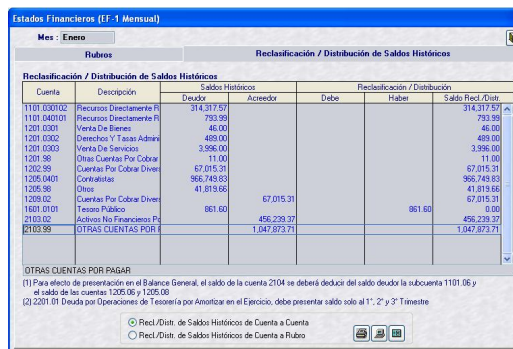 Estados Financieros (EF-1 Mensual)
Mes : Enero
Rubros Reclasificación / Distribución de Saldos Históricos
Reclasificación / Distribución de Saldos Históricos
Cuenta Descripción Saldos Históricos Reclasificación / Distribución
Deudor Acreedor Debe Haber Saldo Recl./Distr.
1101.030102 Recursos Directamente R 314,317.57 314,317.57
1101.040101 Recursos Directamente R 793.99 793.99
1201.0301 Venta De Bienes 46.00 46.00
1201.0302 Derechos Y Tasas Admini 489.00 489.00
1201.0303 Venta De Servicios 3,996.00 3,996.00
1201.98 Otras Cuentas Por Cobrar 11.00 11.00
1202.99 Cuentas Por Cobrar Divers 67,015.31 67,015.31
1205.0401 Contratistas 966,749.83 966,749.83
1205.98 Otros 41,819.66 41,819.66
1209.02 Cuentas Por Cobrar Divers 67,015.31 67,015.31
1601.0101 Tesoro Público 861.60 861.60 0.00
2103.02 Activos No Financieros Po 456,239.37 456,239.37
2103.99 OTRAS CUENTAS POR F 1,047,873.71 1,047,873.71
OTRAS CUENTAS POR PAGAR
(1) Para efecto de presentación en el Balance General, el saldo de la cuenta 2104 se deberá deducir del saldo deudor la subcuenta 1101.06 y
el saldo de las cuentas 1205.06 y 1205.08
(2) 2201.01 Deuda por Operaciones de Tesorería por Amortizar en el Ejercicio, debe presentar saldo solo al 1°, 2° y 3° Trimestre
Recl./Distr. de Saldos Históricos de Cuenta a Cuenta
Recl./Distr. de Saldos Históricos de Cuenta a Rubro